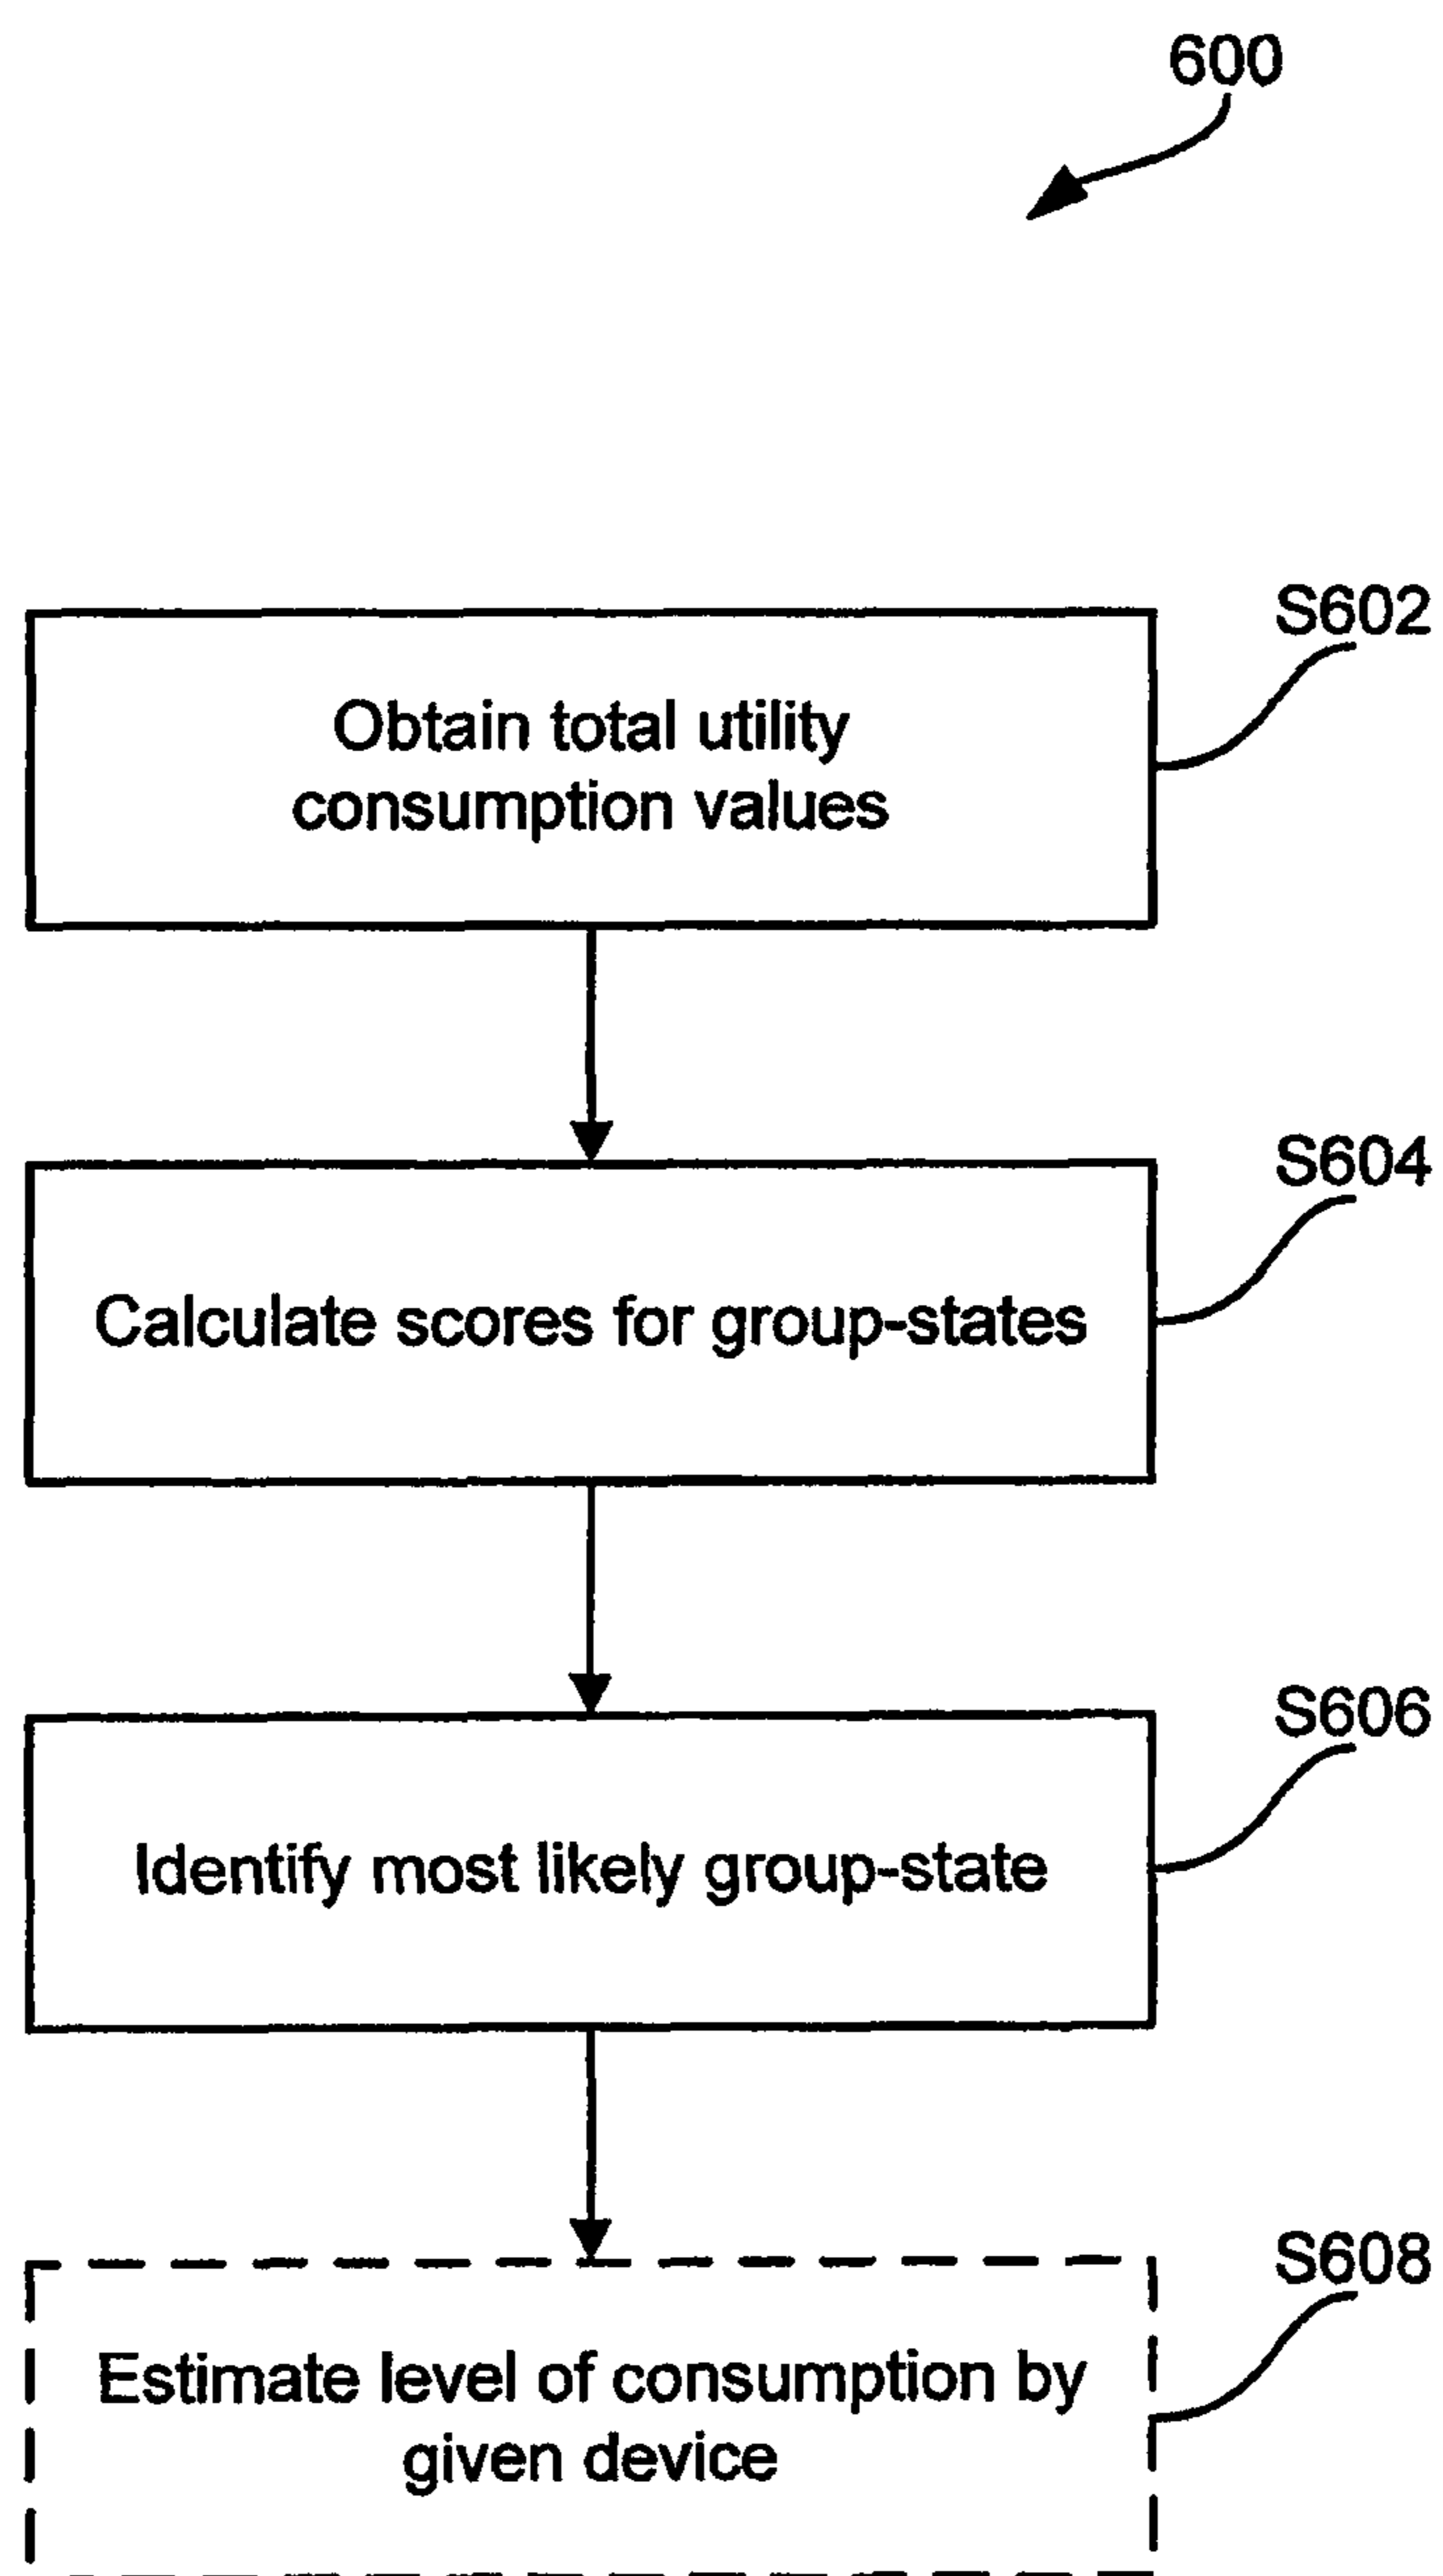 600
S602
Obtain total utility
consumption values
S604
Calculate scores for group-states
S606
Identify most likely group-state
S608
Estimate level of consumption by
given device